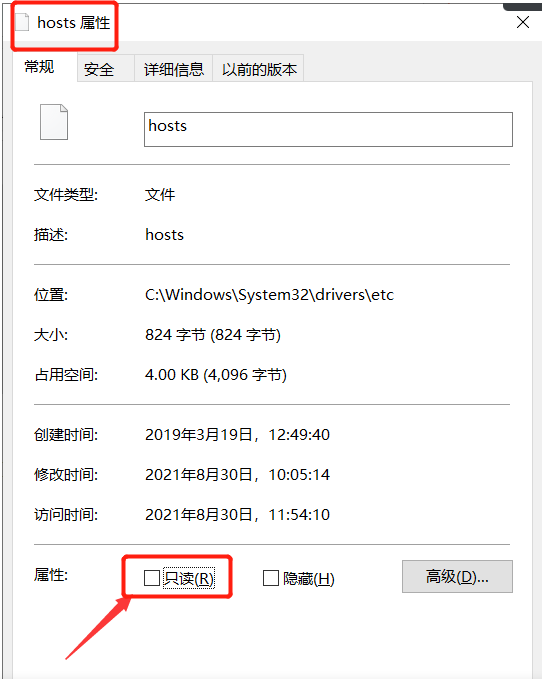 hosts 属性
常规 安全 详细信息 以前的版本
hosts
文件类型: 文件
描述: hosts
位置: C:\Windows\System32\drivers\etc
大小: 824 字节 (824 字节)
占用空间: 4.00 KB (4,096 字节)
创建时间: 2019年3月19日，12:49:40
修改时间: 2021年8月30日，10:05:14
访问时间: 2021年8月30日，11:54:10
属性: 只读(R) 隐藏(H) 高级(D)...